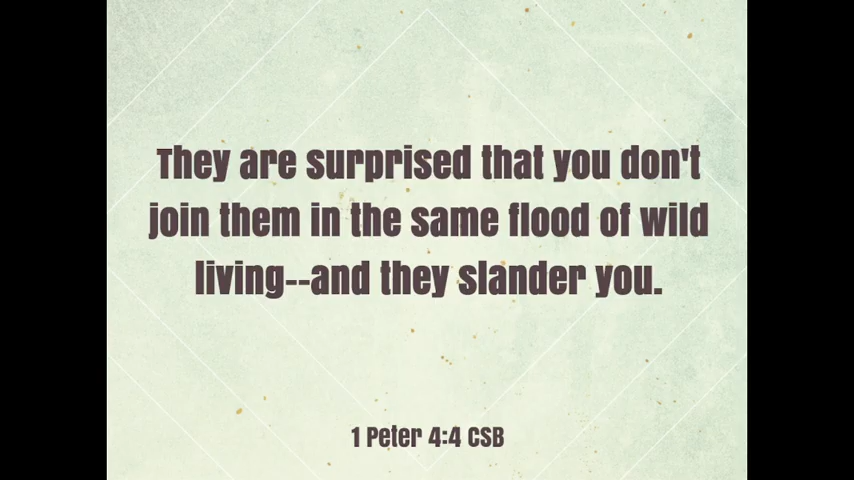 They are surprised that you don't
join them in the same flood of wild
living--and they slander you.
1 Peter 4:4 CSB